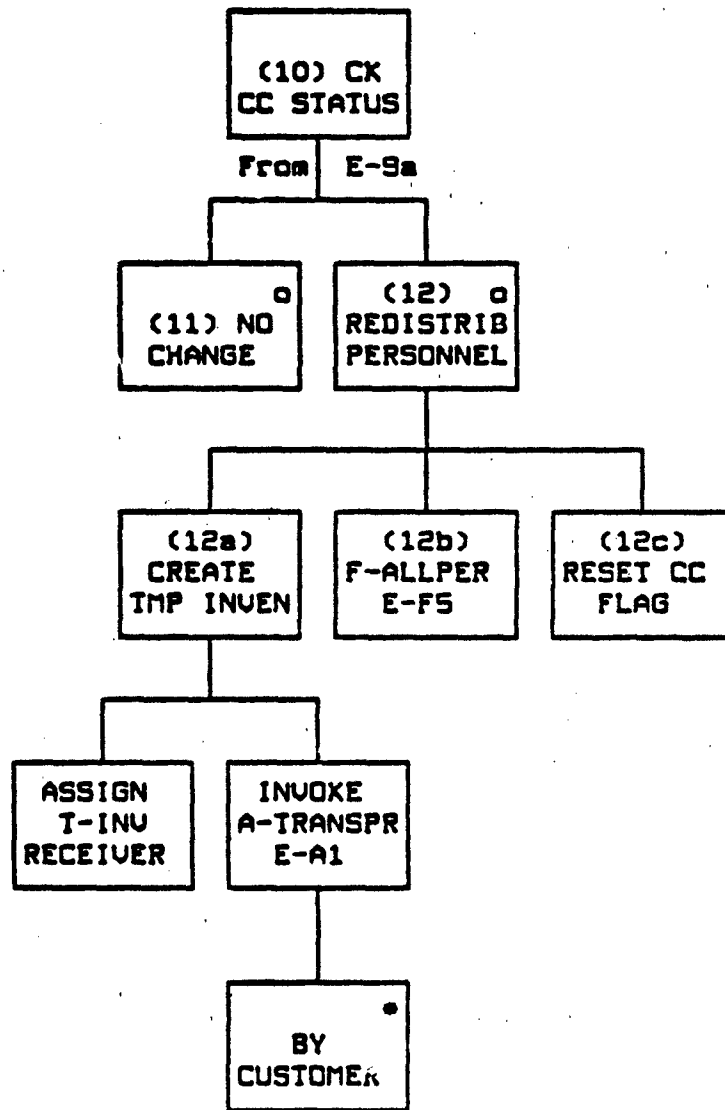 (10) CK
CC STATUS
From E-9a
(11) NO
CHANGE
(12)
REDISTRIB
PERSONNEL
(12a)
CREATE
TMP INVEN
(12b)
F-ALLPER
E-F5
(12c)
RESET CC
FLAG
ASSIGN
T-INV
RECEIVER
INVOKE
A-TRANSPR
E-A1
BY
CUSTOMER